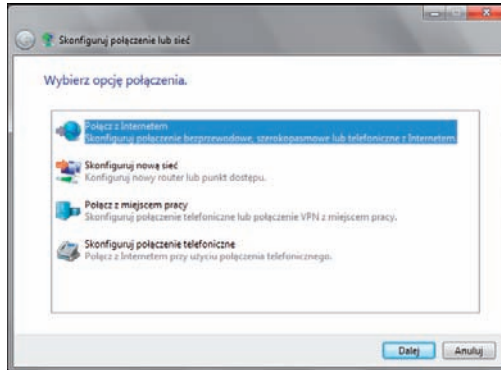 Skonfiguruj połączenie lub sieć
Wybierz opcję połączenia.
Połącz z Internetem
Skonfiguruj połączenie bezprzewodowe, szerokopasmowe lub telefoniczne z Internetem.
Skonfiguruj nową sieć
Konfiguruj nowy router lub punkt dostępu.
Połącz z miejscem pracy
Skonfiguruj połączenie telefoniczne lub połączenie VPN z miejscem pracy.
Skonfiguruj połączenie telefoniczne
Połącz z Internetem przy użyciu połączenia telefonicznego.
Dalej
Anuluj